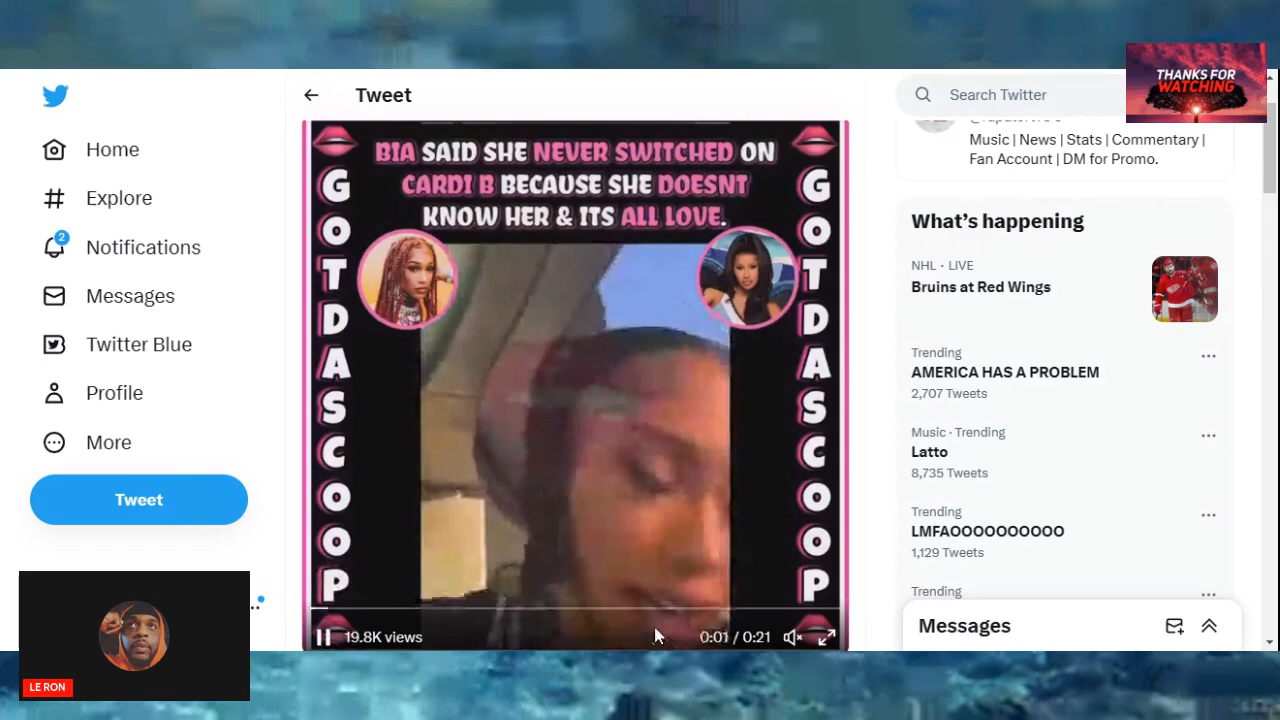 THANKS FOR
WATCHING
Tweet
Search Twitter
Home
Explore
2
Notifications
Messages
Twitter Blue
Profile
More
Tweet
LE RON
BIA SAID SHE NEVER SWITCHED ON
CARDI B BECAUSE SHE DOESNT
KNOW HER & ITS ALL LOVE.
GOTDASCOOP
GOTDASCOOP
19.8K views
0:01 / 0:21
Music | News | Stats | Commentary |
Fan Account | DM for Promo.
What's happening
NHL · LIVE
Bruins at Red Wings
Trending
AMERICA HAS A PROBLEM
2,707 Tweets
Music · Trending
Latto
8,735 Tweets
Trending
LMFAOOOOOOOOOO
1,129 Tweets
Trending
Messages